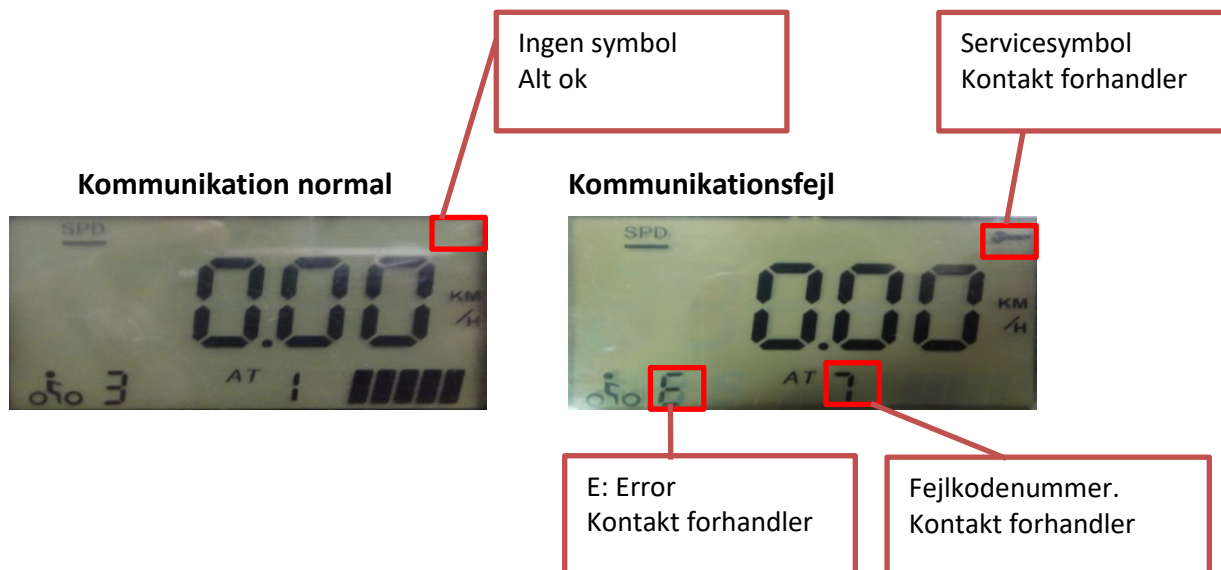 Ingen symbol
Alt ok
Servicesymbol
Kontakt forhandler
Kommunikation normal
Kommunikationsfejl
SPD
0.00
KM
/H
3
AT
1
SPD
0.00
KM
/H
E
AT
7
E: Error
Kontakt forhandler
Fejlkodenummer.
Kontakt forhandler